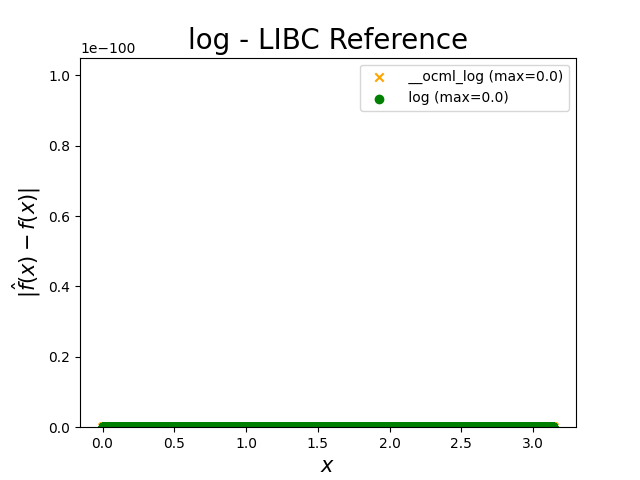 log - LIBC Reference
1e−100
__ocml_log (max=0.0)
log (max=0.0)
1.0
0.8
0.6
0.4
0.2
0.0
|f̂(x) − f(x)|
0.0 0.5 1.0 1.5 2.0 2.5 3.0
x